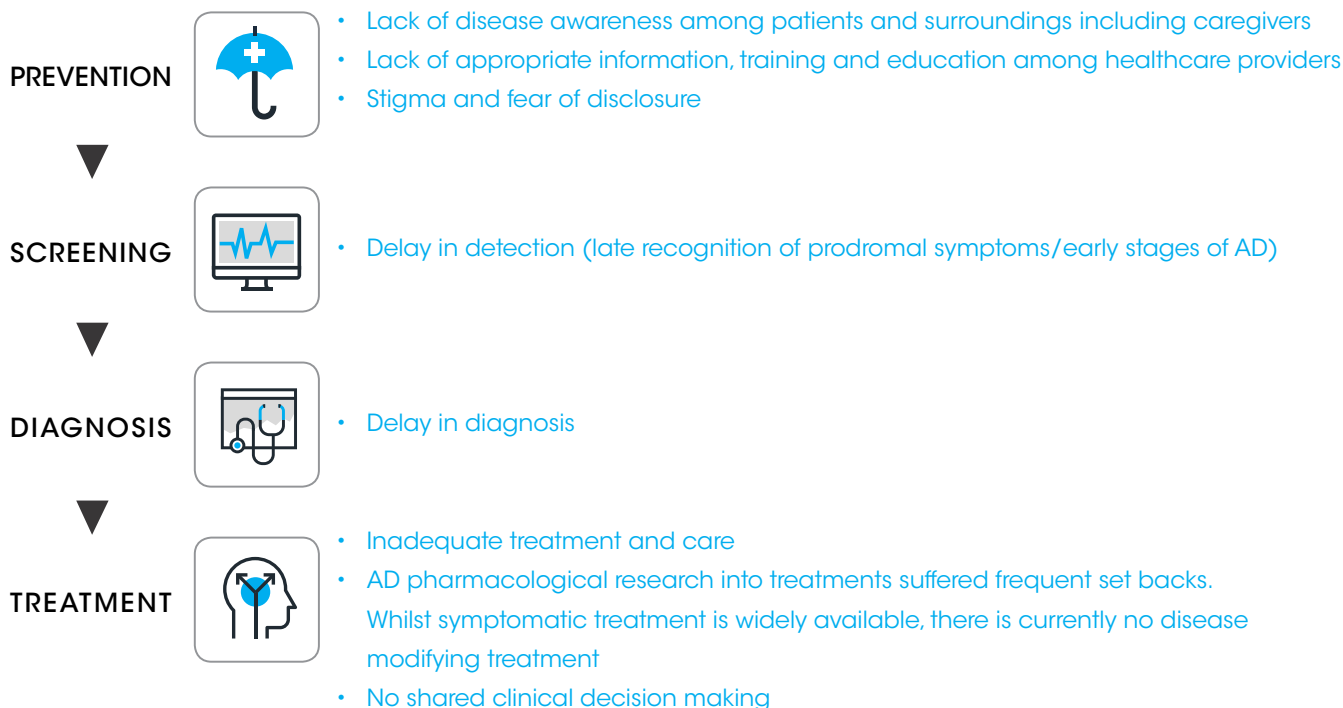 PREVENTION
• Lack of disease awareness among patients and surroundings including caregivers
• Lack of appropriate information, training and education among healthcare providers
• Stigma and fear of disclosure
SCREENING
• Delay in detection (late recognition of prodromal symptoms/early stages of AD)
DIAGNOSIS
• Delay in diagnosis
TREATMENT
• Inadequate treatment and care
• AD pharmacological research into treatments suffered frequent set backs.
Whilst symptomatic treatment is widely available, there is currently no disease
modifying treatment
• No shared clinical decision making